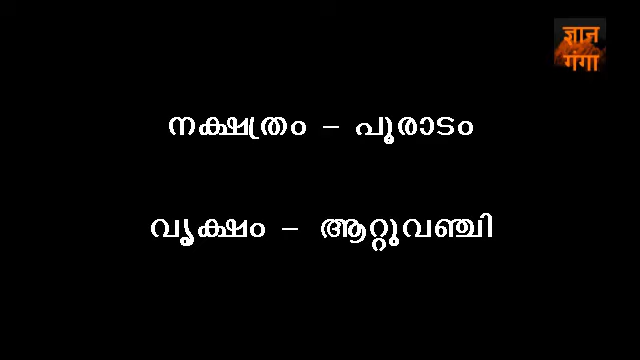 ज्ञान
गंगा
നക്ഷത്രം – പൂരാടം
വൃക്ഷം – ആറ്റുവഞ്ചി